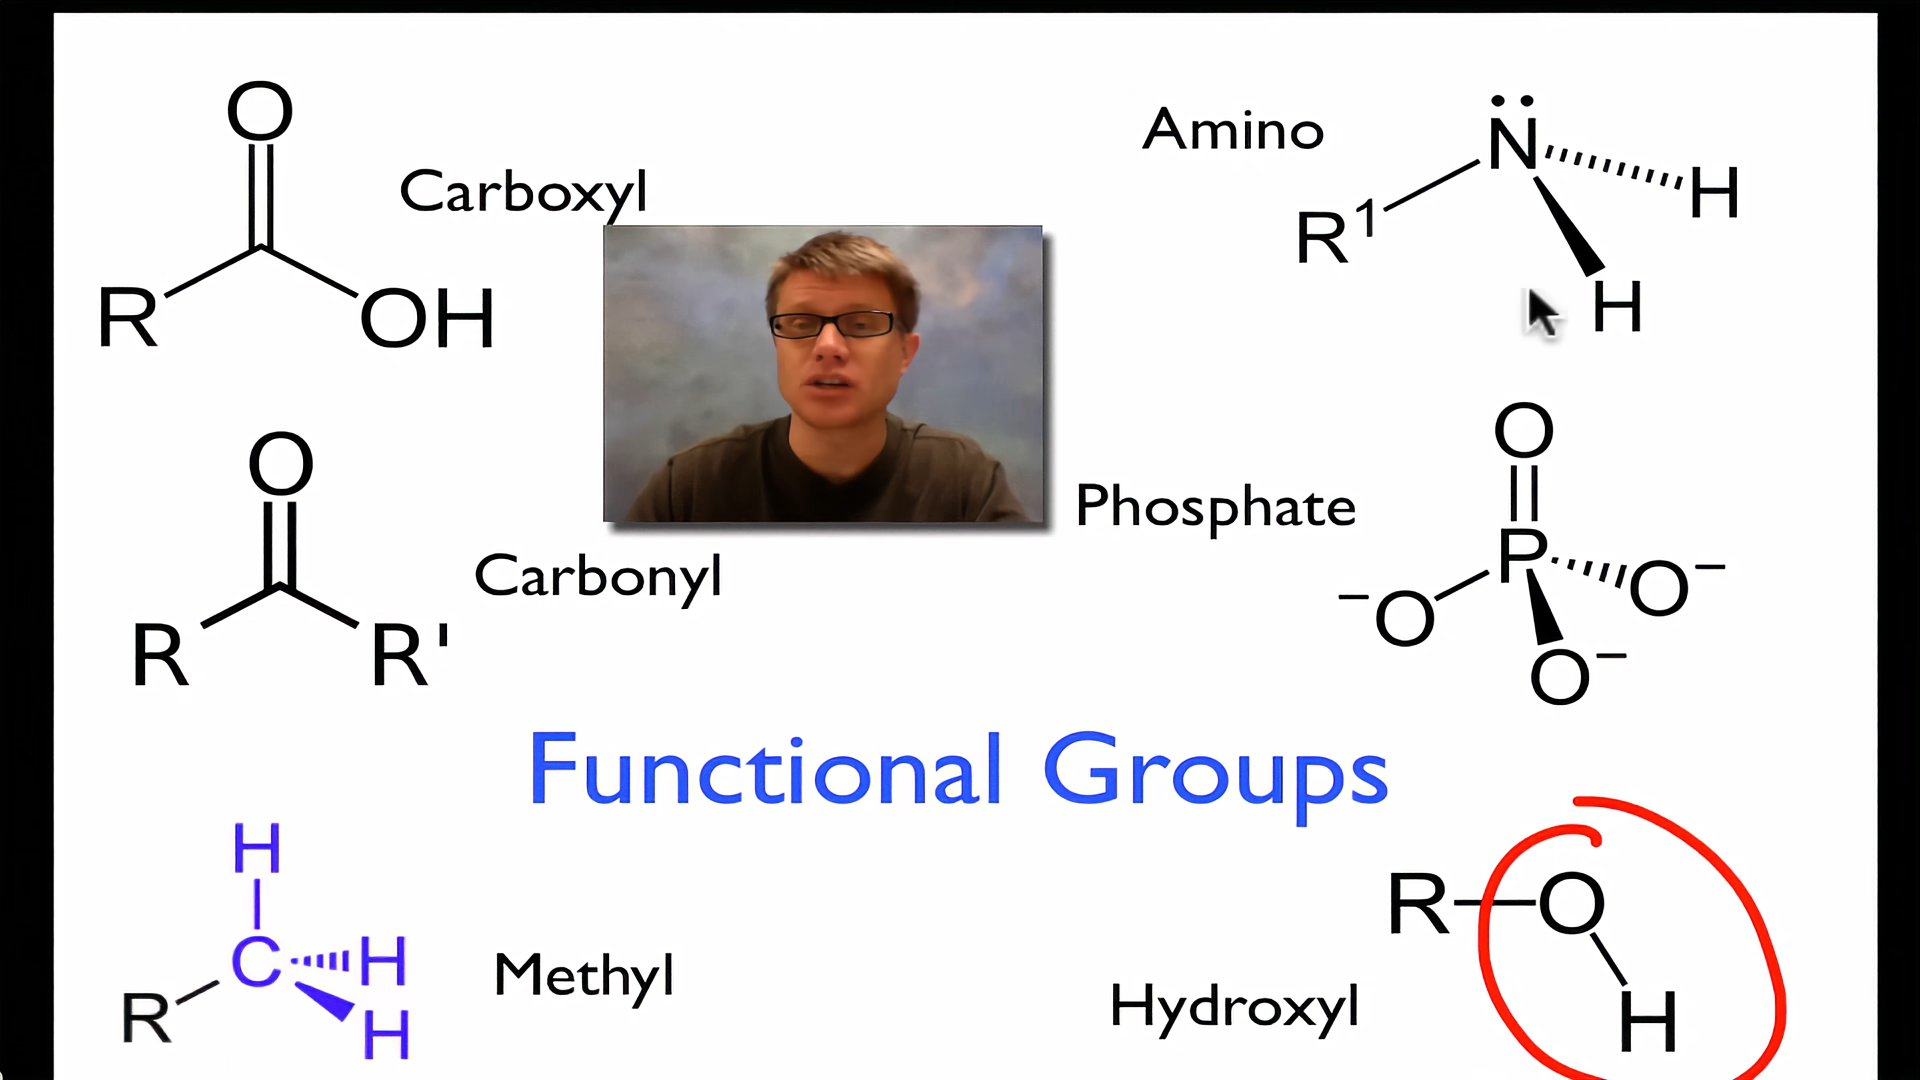 O
Carboxyl
R
OH
Amino
N
H
R1
H
O
Carbonyl
R
R'
Phosphate
O
P
O−
−O
O−
Functional Groups
H
C
H
R
H
Methyl
R
O
H
Hydroxyl